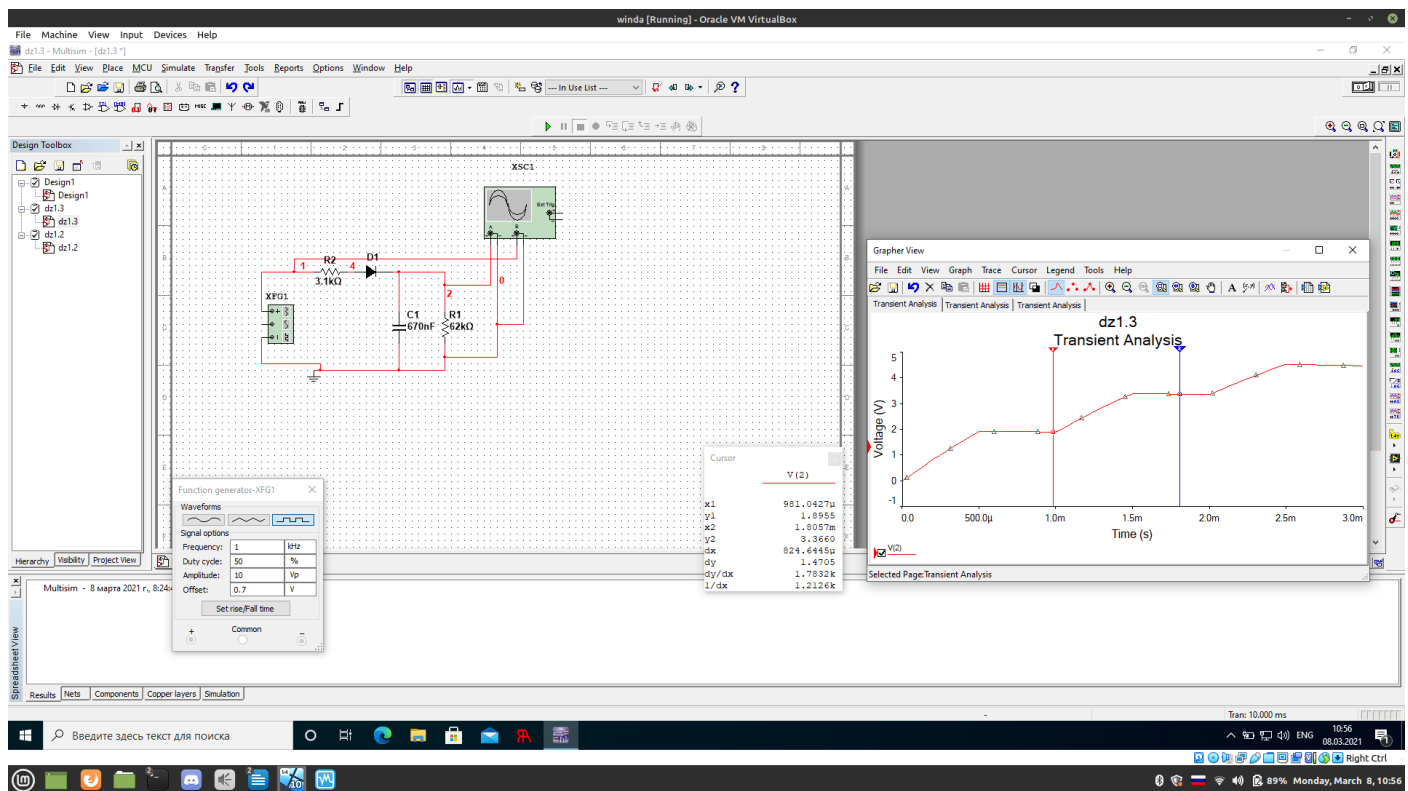 winda [Running] - Oracle VM VirtualBox
File Machine View Input Devices Help
dz1.3 - Multisim - [dz1.3 *]
File Edit View Place MCU Simulate Transfer Tools Reports Options Window Help
--- In Use List ---
Design Toolbox
Design1
Design1
dz1.3
dz1.3
dz1.2
dz1.2
Hierarchy Visibility Project View
XSC1
Ext Trig
A B
1 R2 4 D1
3.1kΩ
0
2
XFG1
C1 R1
670nF 62kΩ
Function generator-XFG1
Waveforms
Signal options
Frequency: 1 kHz
Duty cycle: 50 %
Amplitude: 10 Vp
Offset: 0.7 V
Set rise/Fall time
+ Common -
Cursor
V(2)
x1 981.0427µ
y1 1.8955
x2 1.8057m
y2 3.3660
dx 824.6445µ
dy 1.4705
dy/dx 1.7832k
1/dx 1.2126k
Grapher View
File Edit View Graph Trace Cursor Legend Tools Help
Transient Analysis Transient Analysis Transient Analysis
dz1.3
Transient Analysis
Voltage (V)
5
4
3
2
1
0
-1
0.0 500.0µ 1.0m 1.5m 2.0m 2.5m 3.0m
Time (s)
V(2)
Selected Page:Transient Analysis
Multisim - 8 марта 2021 г., 8:24:
Spreadsheet View
Results Nets Components Copper layers Simulation
- Tran: 10.000 ms
Введите здесь текст для поиска
ENG
10:56
08.03.2021
Right Ctrl
89% Monday, March 8, 10:56